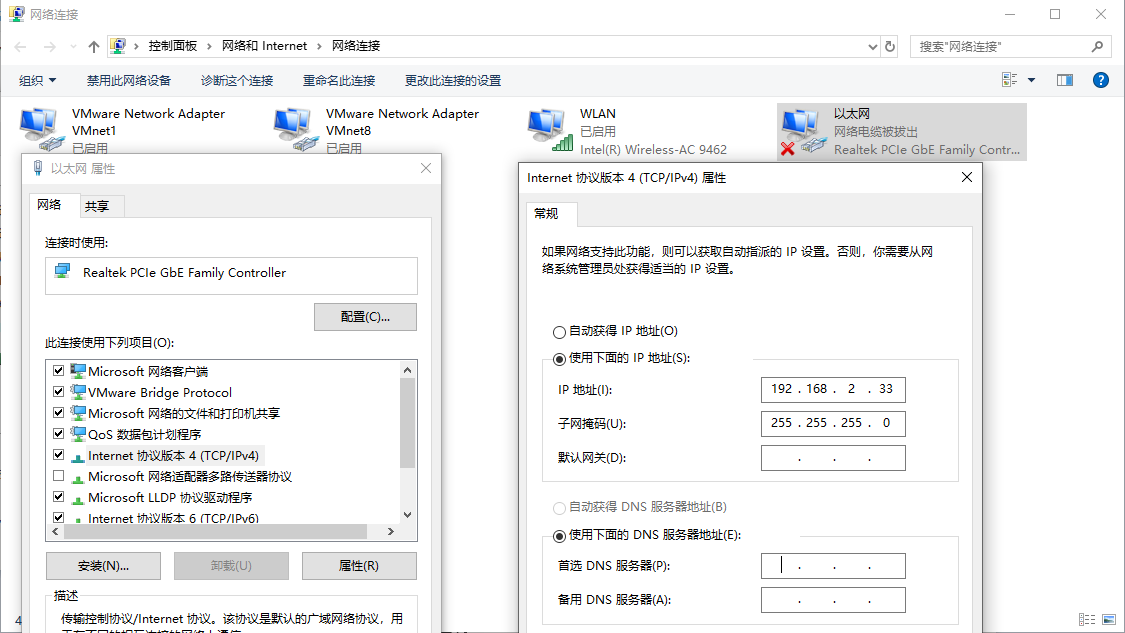 网络连接
控制面板 › 网络和 Internet › 网络连接
搜索"网络连接"
组织 禁用此网络设备 诊断这个连接 重命名此连接 更改此连接的设置
VMware Network Adapter
VMnet1
已启用
VMware Network Adapter
VMnet8
已启用
WLAN
已启用
Intel(R) Wireless-AC 9462
以太网
网络电缆被拔出
Realtek PCIe GbE Family Contr...
以太网 属性
网络 共享
连接时使用:
Realtek PCIe GbE Family Controller
配置(C)...
此连接使用下列项目(O):
Microsoft 网络客户端
VMware Bridge Protocol
Microsoft 网络的文件和打印机共享
QoS 数据包计划程序
Internet 协议版本 4 (TCP/IPv4)
Microsoft 网络适配器多路传送器协议
Microsoft LLDP 协议驱动程序
Internet 协议版本 6 (TCP/IPv6)
安装(N)... 卸载(U) 属性(R)
描述
传输控制协议/Internet 协议。该协议是默认的广域网络协议，用
Internet 协议版本 4 (TCP/IPv4) 属性
常规
如果网络支持此功能，则可以获取自动指派的 IP 设置。否则，你需要从网
络系统管理员处获得适当的 IP 设置。
自动获得 IP 地址(O)
使用下面的 IP 地址(S):
IP 地址(I): 192 . 168 . 2 . 33
子网掩码(U): 255 . 255 . 255 . 0
默认网关(D): . . .
自动获得 DNS 服务器地址(B)
使用下面的 DNS 服务器地址(E):
首选 DNS 服务器(P): . . .
备用 DNS 服务器(A): . . .
4